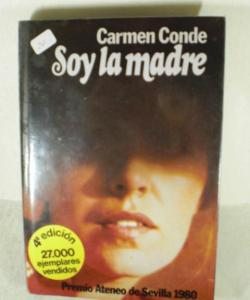 Carmen Conde
Soy la madre
4ª edición
27.000
ejemplares
vendidos
Premio Ateneo de Sevilla 1980